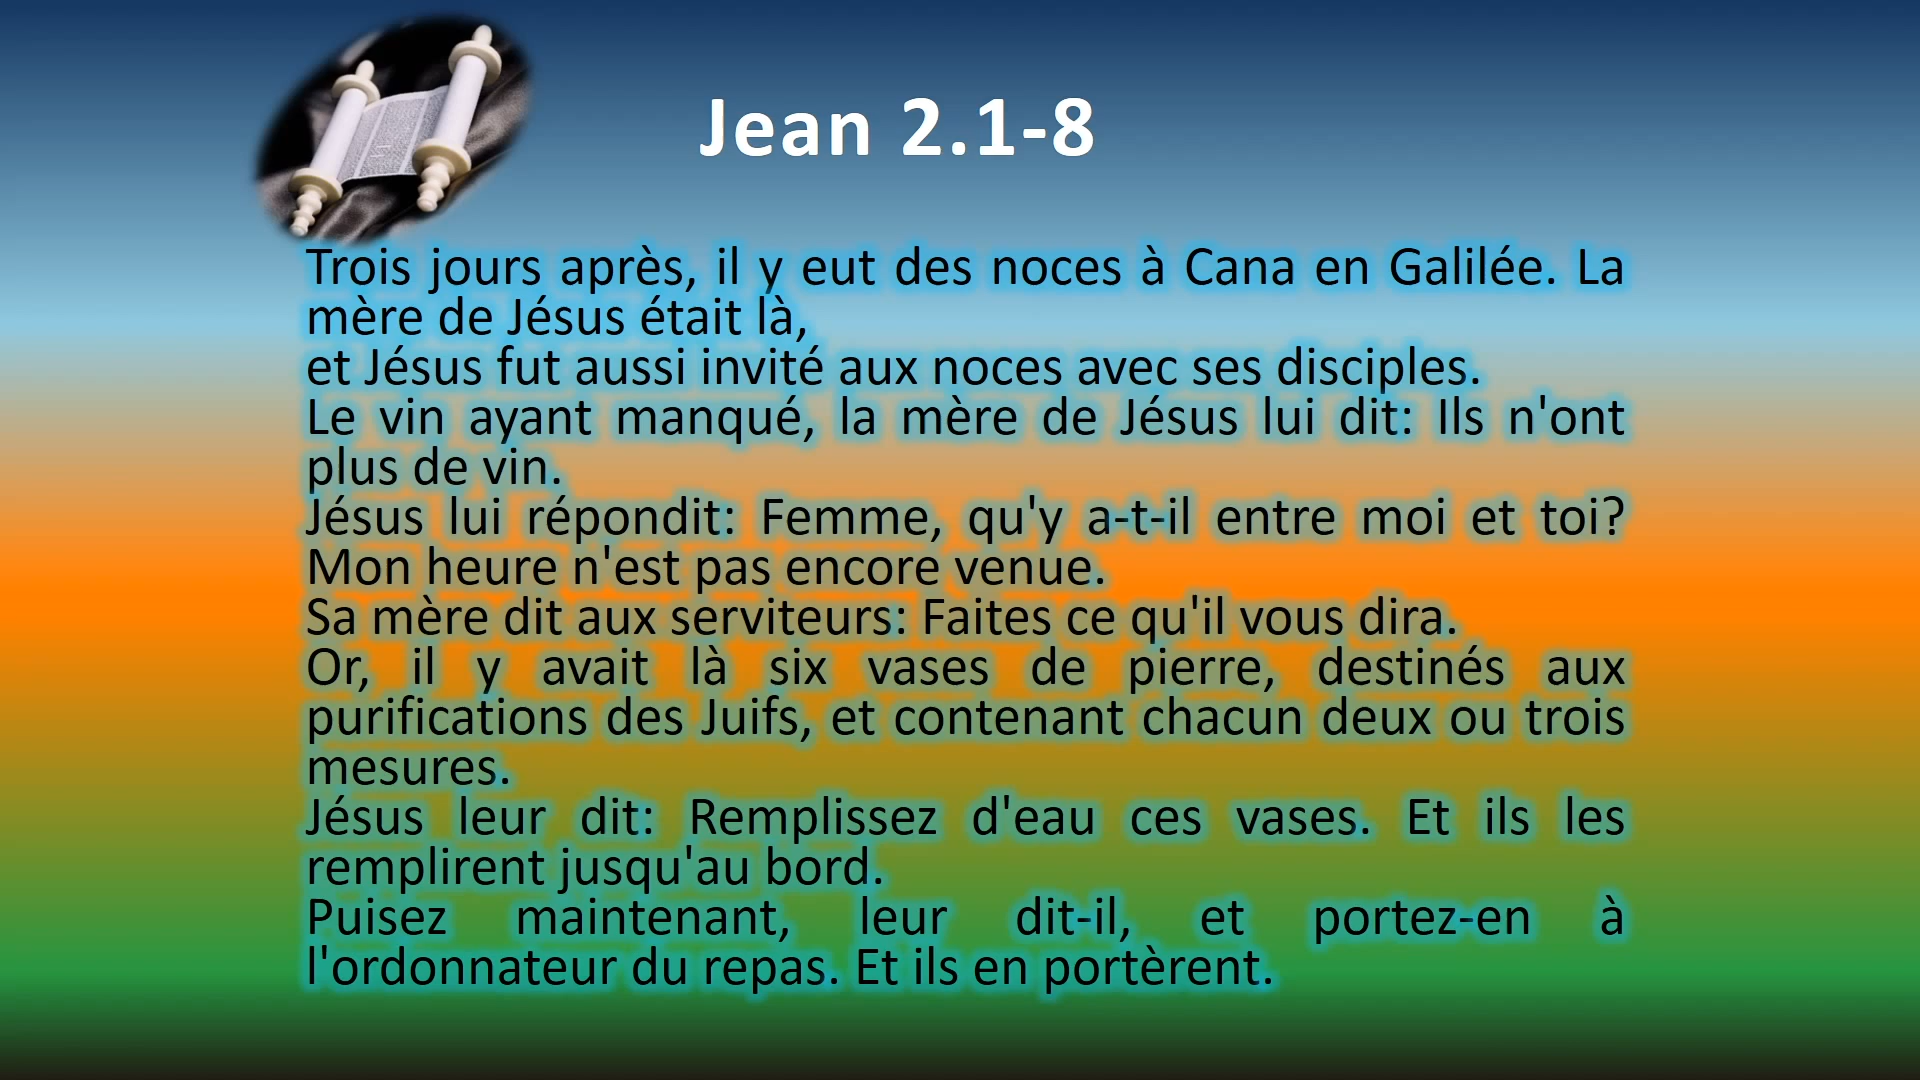 Jean 2.1-8
Trois jours après, il y eut des noces à Cana en Galilée. La
mère de Jésus était là,
et Jésus fut aussi invité aux noces avec ses disciples.
Le vin ayant manqué, la mère de Jésus lui dit: Ils n'ont
plus de vin.
Jésus lui répondit: Femme, qu'y a-t-il entre moi et toi?
Mon heure n'est pas encore venue.
Sa mère dit aux serviteurs: Faites ce qu'il vous dira.
Or, il y avait là six vases de pierre, destinés aux
purifications des Juifs, et contenant chacun deux ou trois
mesures.
Jésus leur dit: Remplissez d'eau ces vases. Et ils les
remplirent jusqu'au bord.
Puisez maintenant, leur dit-il, et portez-en à
l'ordonnateur du repas. Et ils en portèrent.